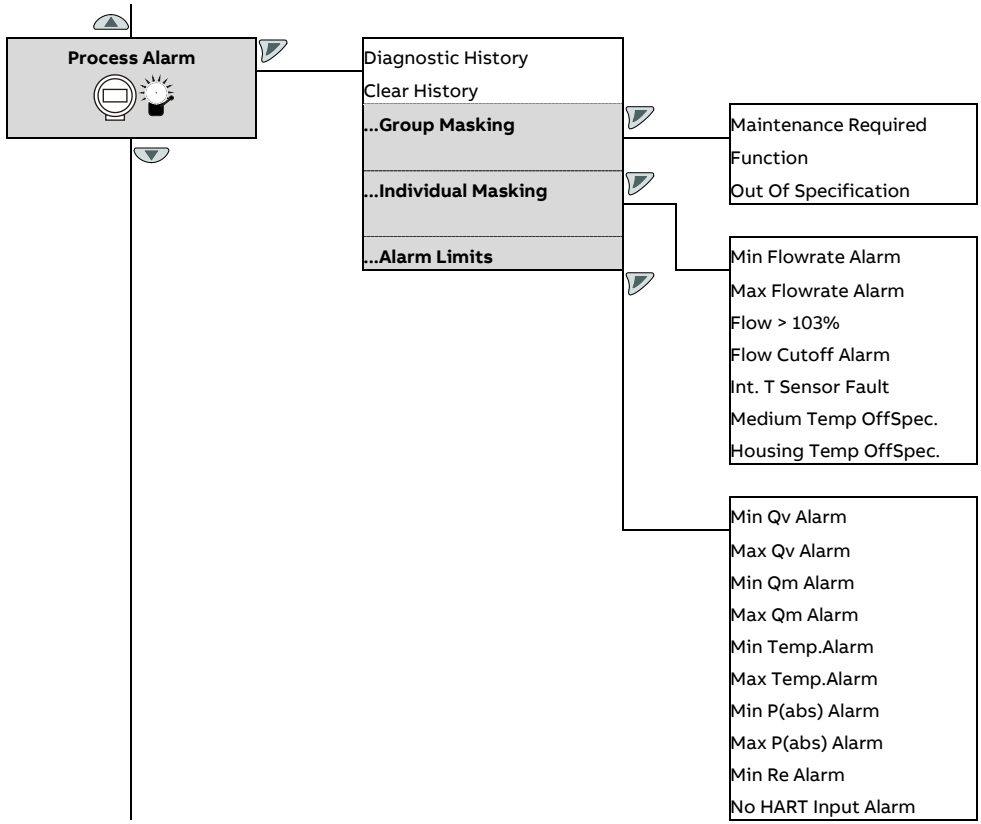 Process Alarm
Diagnostic History
Clear History
...Group Masking
...Individual Masking
...Alarm Limits
Maintenance Required
Function
Out Of Specification
Min Flowrate Alarm
Max Flowrate Alarm
Flow > 103%
Flow Cutoff Alarm
Int. T Sensor Fault
Medium Temp OffSpec.
Housing Temp OffSpec.
Min Qv Alarm
Max Qv Alarm
Min Qm Alarm
Max Qm Alarm
Min Temp.Alarm
Max Temp.Alarm
Min P(abs) Alarm
Max P(abs) Alarm
Min Re Alarm
No HART Input Alarm